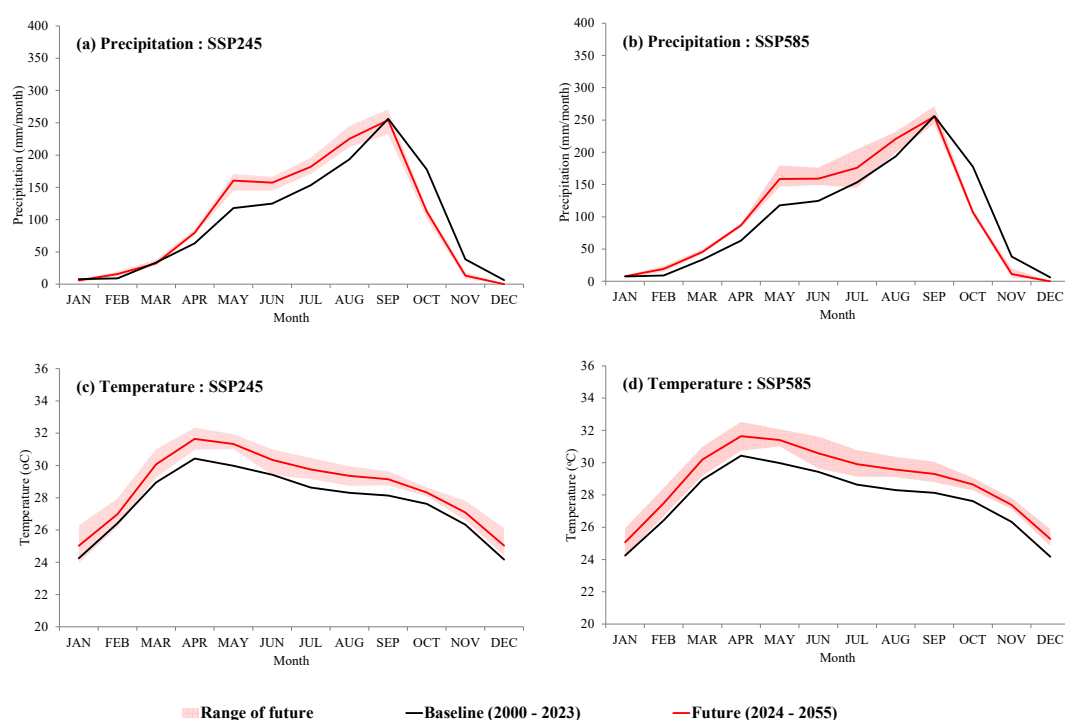 (a) Precipitation : SSP245
Precipitation (mm/month)
400
350
300
250
200
150
100
50
0
JAN FEB MAR APR MAY JUN JUL AUG SEP OCT NOV DEC
Month
(b) Precipitation : SSP585
Precipitation (mm/month)
400
350
300
250
200
150
100
50
0
JAN FEB MAR APR MAY JUN JUL AUG SEP OCT NOV DEC
Month
(c) Temperature : SSP245
Temperature (oC)
36
34
32
30
28
26
24
22
20
JAN FEB MAR APR MAY JUN JUL AUG SEP OCT NOV DEC
Month
(d) Temperature : SSP585
Temperature (°C)
36
34
32
30
28
26
24
22
20
JAN FEB MAR APR MAY JUN JUL AUG SEP OCT NOV DEC
Month
Range of future Baseline (2000 - 2023) Future (2024 - 2055)